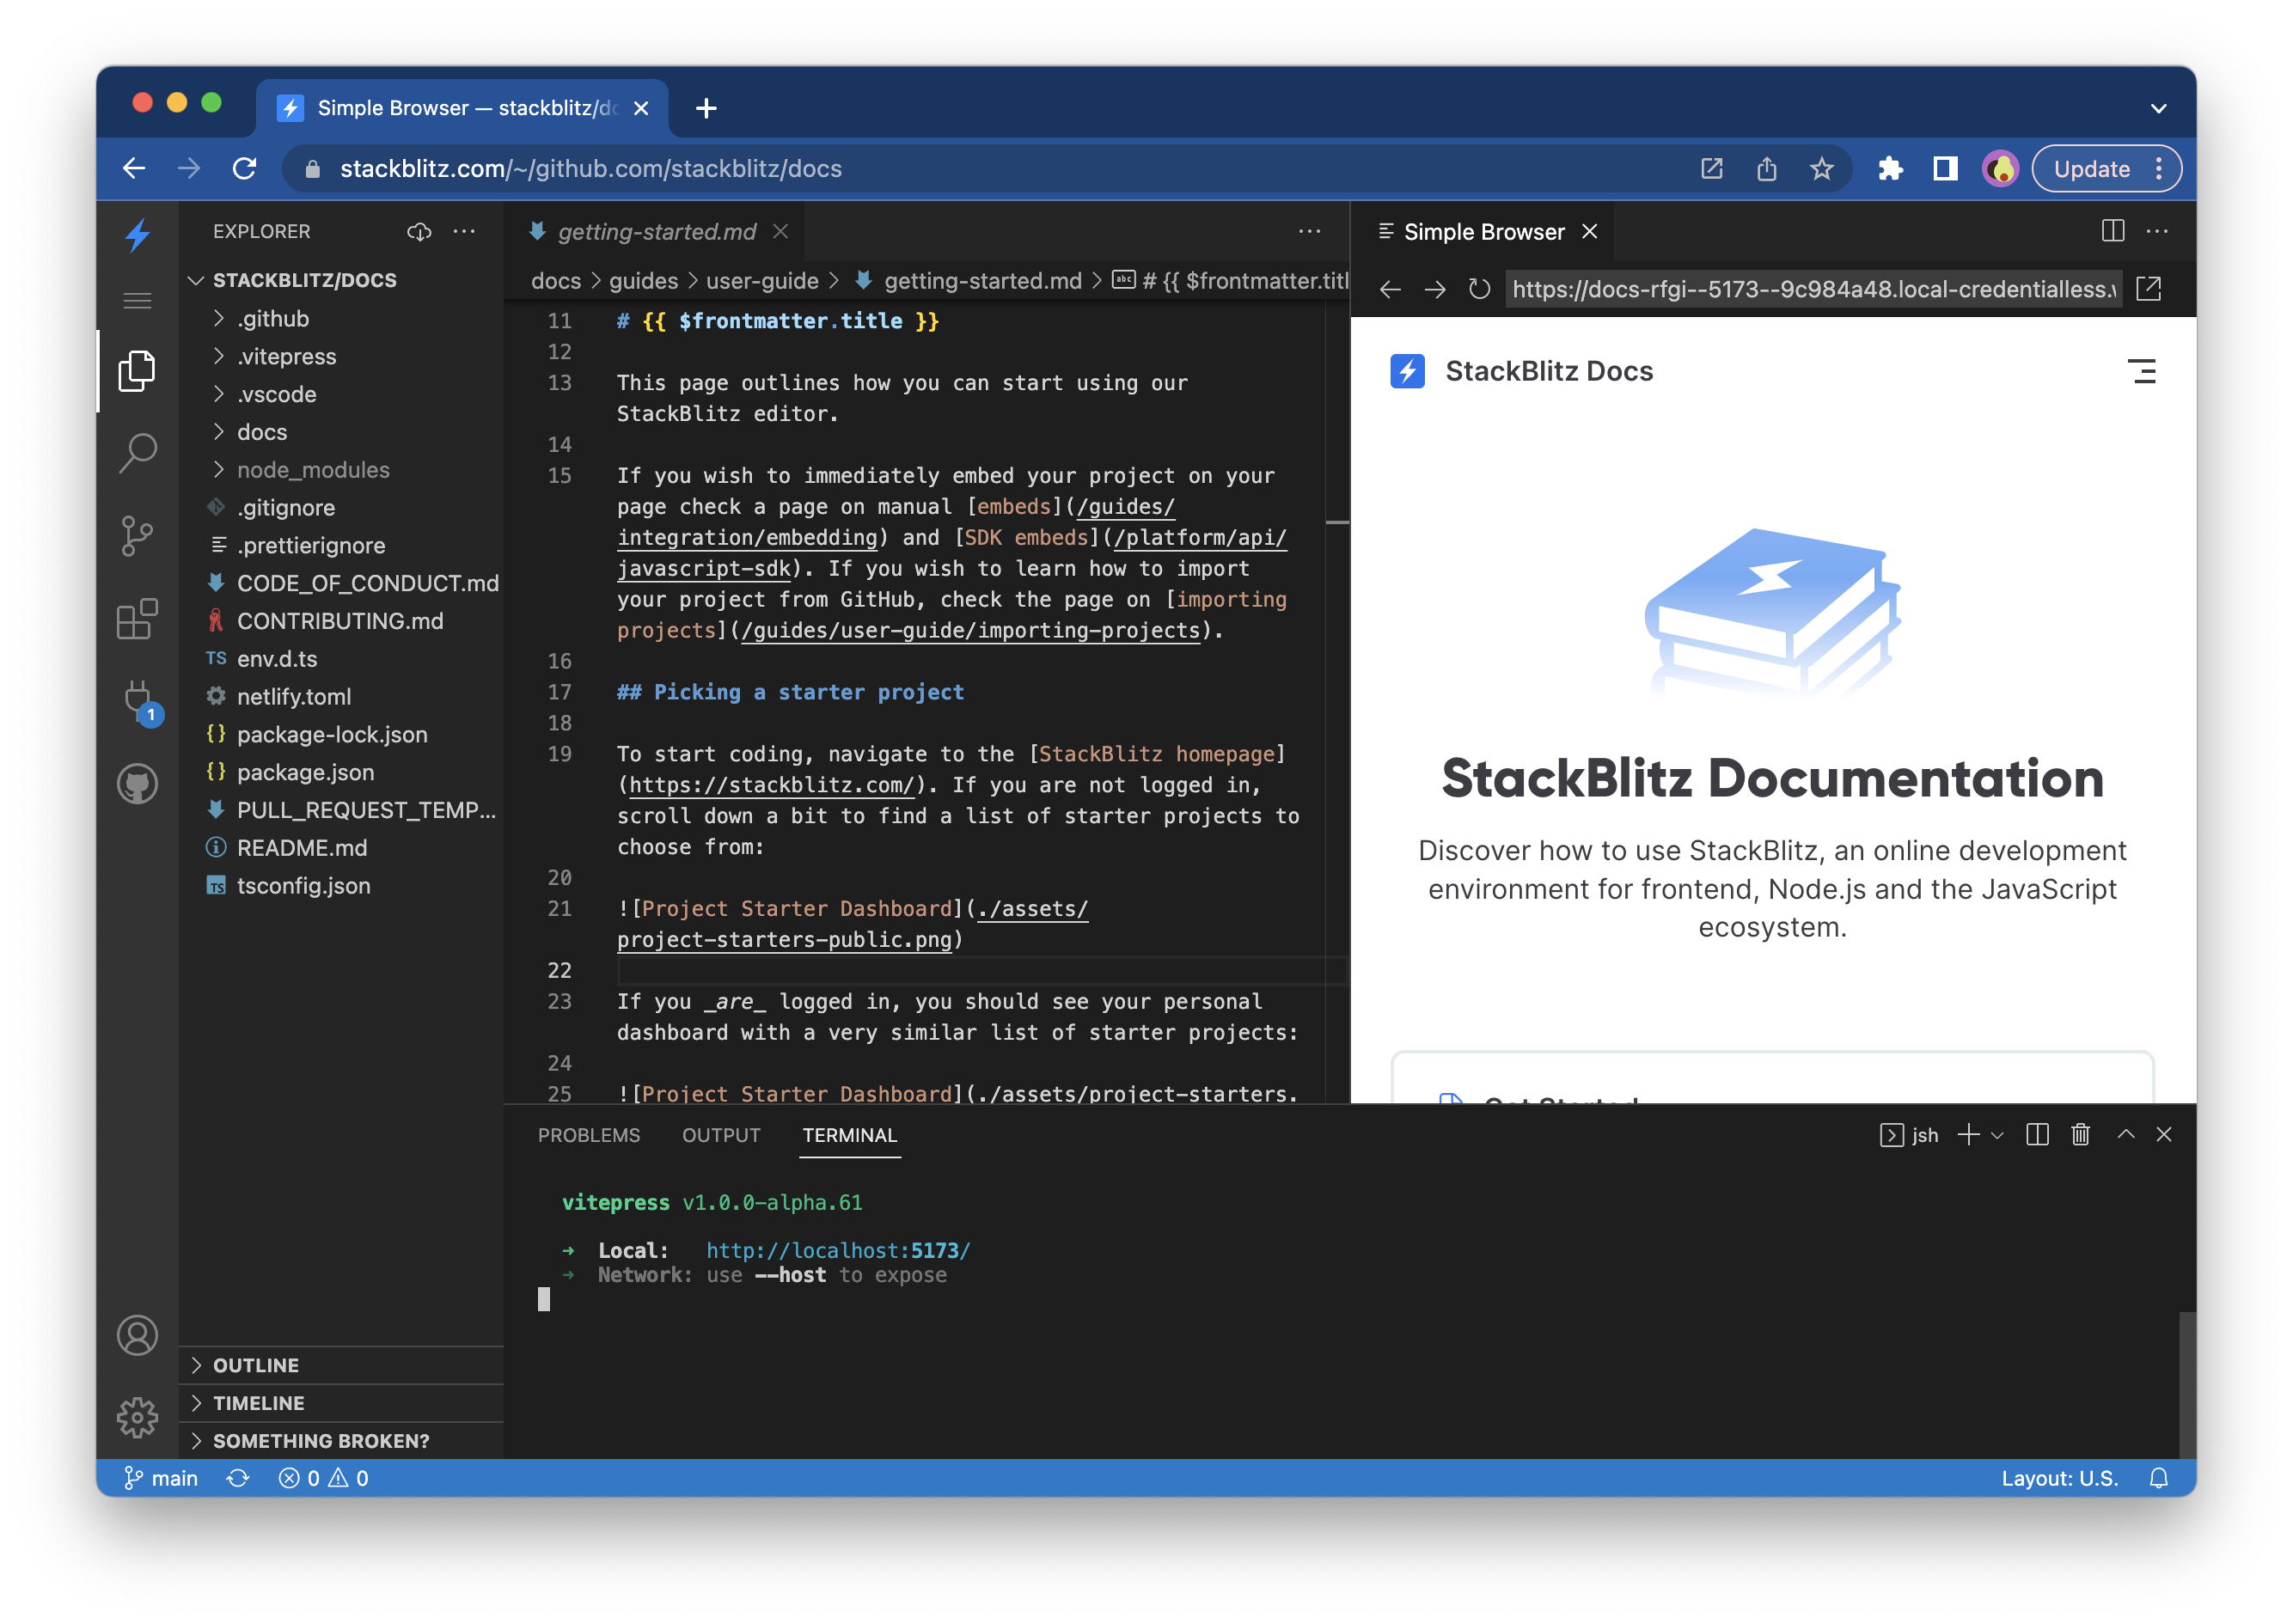 Simple Browser — stackblitz/do
stackblitz.com/~/github.com/stackblitz/docs
Update
EXPLORER
STACKBLITZ/DOCS
.github
.vitepress
.vscode
docs
node_modules
.gitignore
.prettierignore
CODE_OF_CONDUCT.md
CONTRIBUTING.md
TS env.d.ts
netlify.toml
{} package-lock.json
{} package.json
PULL_REQUEST_TEMP...
README.md
TS tsconfig.json
1
OUTLINE
TIMELINE
SOMETHING BROKEN?
getting-started.md
docs > guides > user-guide > getting-started.md > abc # {{ $frontmatter.titl
11 # {{ $frontmatter.title }}
12
13 This page outlines how you can start using our
StackBlitz editor.
14
15 If you wish to immediately embed your project on your
page check a page on manual [embeds](/guides/
integration/embedding) and [SDK embeds](/platform/api/
javascript-sdk). If you wish to learn how to import
your project from GitHub, check the page on [importing
projects](/guides/user-guide/importing-projects).
16
17 ## Picking a starter project
18
19 To start coding, navigate to the [StackBlitz homepage]
(https://stackblitz.com/). If you are not logged in,
scroll down a bit to find a list of starter projects to
choose from:
20
21 ![Project Starter Dashboard](./assets/
project-starters-public.png)
22
23 If you _are_ logged in, you should see your personal
dashboard with a very similar list of starter projects:
24
25 ![Project Starter Dashboard](./assets/project-starters.
Simple Browser
https://docs-rfgi--5173--9c984a48.local-credentialless.
StackBlitz Docs
StackBlitz Documentation
Discover how to use StackBlitz, an online development
environment for frontend, Node.js and the JavaScript
ecosystem.
Get Started
PROBLEMS OUTPUT TERMINAL
jsh
vitepress v1.0.0-alpha.61
➜ Local: http://localhost:5173/
➜ Network: use --host to expose
main 0 0
Layout: U.S.